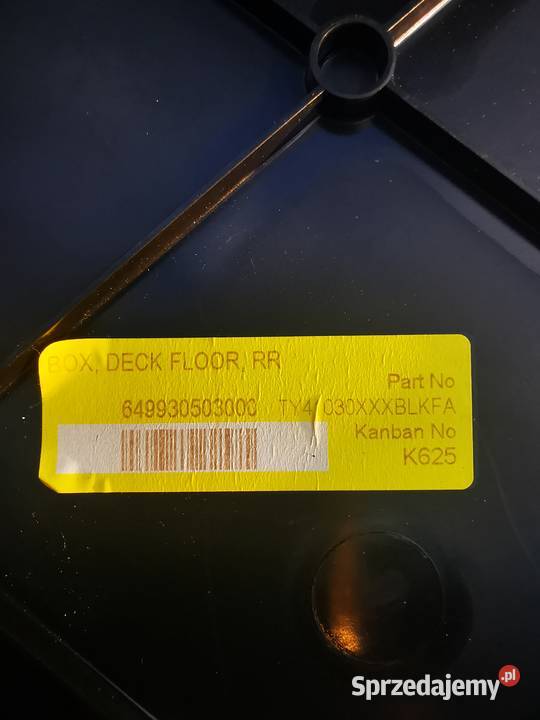 BOX, DECK FLOOR, RR
Part No
649930503000 TY4 030XXXBLKFA
Kanban No
K625
Sprzedajemy.pl